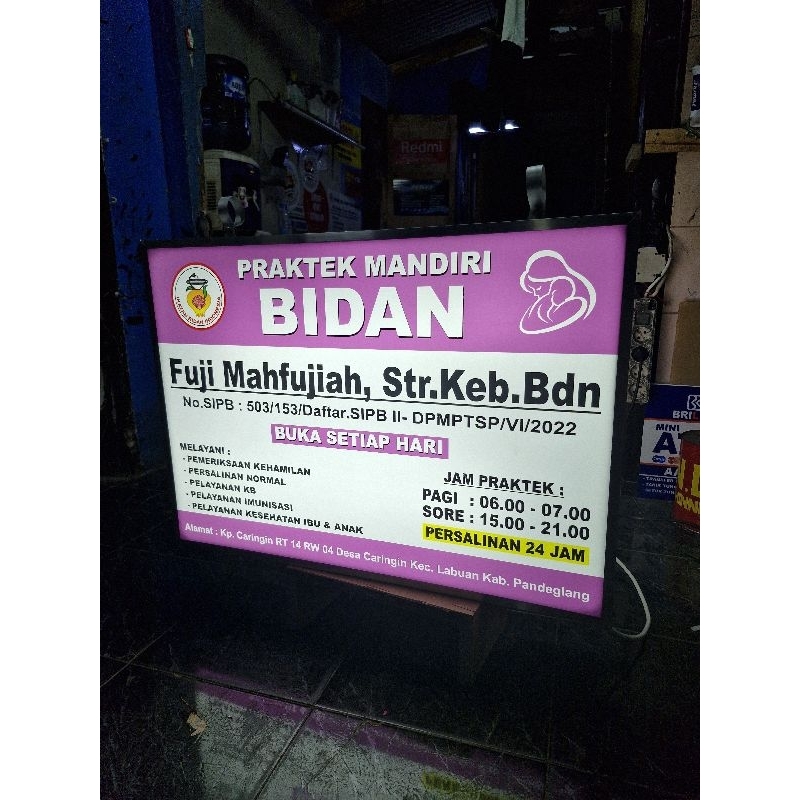 Redmi
PRAKTEK MANDIRI
BIDAN
Fuji Mahfujiah, Str.Keb.Bdn
No.SIPB : 503/153/Daftar.SIPB II- DPMPTSP/VI/2022
BUKA SETIAP HARI
MELAYANI :
- PEMERIKSAAN KEHAMILAN
- PERSALINAN NORMAL
- PELAYANAN KB
- PELAYANAN IMUNISASI
- PELAYANAN KESEHATAN IBU & ANAK
JAM PRAKTEK :
PAGI : 06.00 - 07.00
SORE : 15.00 - 21.00
PERSALINAN 24 JAM
Alamat : Kp. Caringin RT 14 RW 04 Desa Caringin Kec. Labuan Kab. Pandeglang
BRI
MINI